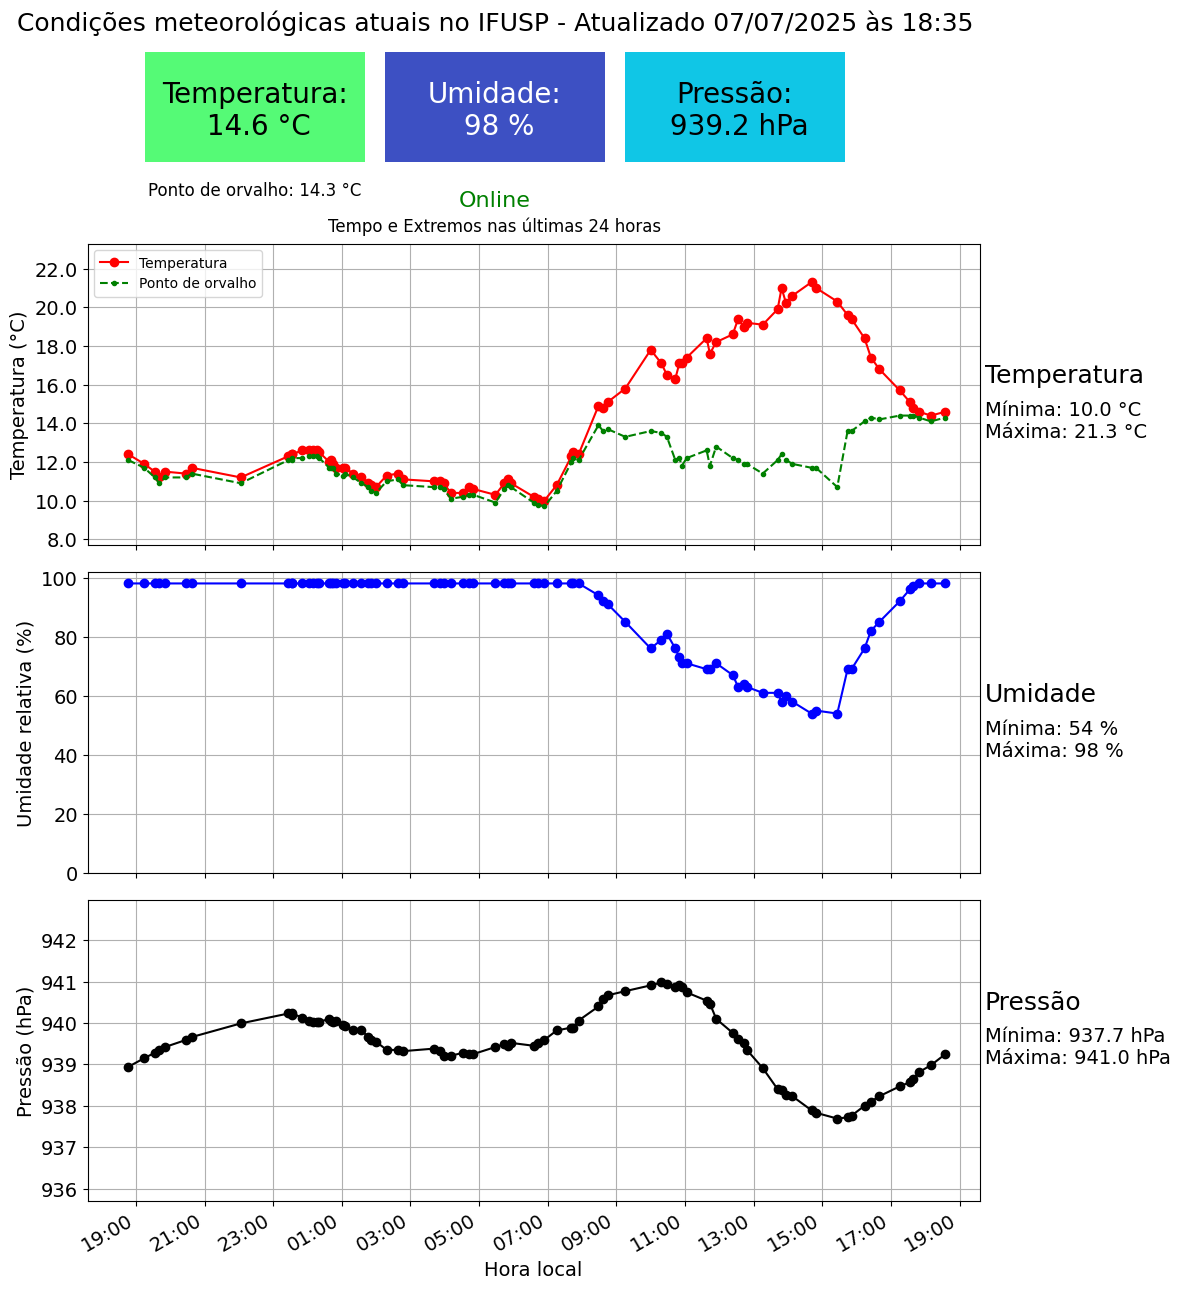 Condições meteorológicas atuais no IFUSP - Atualizado 07/07/2025 às 18:35
Temperatura:
14.6 °C
Umidade:
98 %
Pressão:
939.2 hPa
Ponto de orvalho: 14.3 °C
Online
Tempo e Extremos nas últimas 24 horas
Temperatura
Ponto de orvalho
Temperatura (°C)
22.0
20.0
18.0
16.0
14.0
12.0
10.0
8.0
Temperatura
Mínima: 10.0 °C
Máxima: 21.3 °C
Umidade relativa (%)
100
80
60
40
20
0
Umidade
Mínima: 54 %
Máxima: 98 %
Pressão (hPa)
942
941
940
939
938
937
936
Pressão
Mínima: 937.7 hPa
Máxima: 941.0 hPa
19:00 21:00 23:00 01:00 03:00 05:00 07:00 09:00 11:00 13:00 15:00 17:00 19:00
Hora local